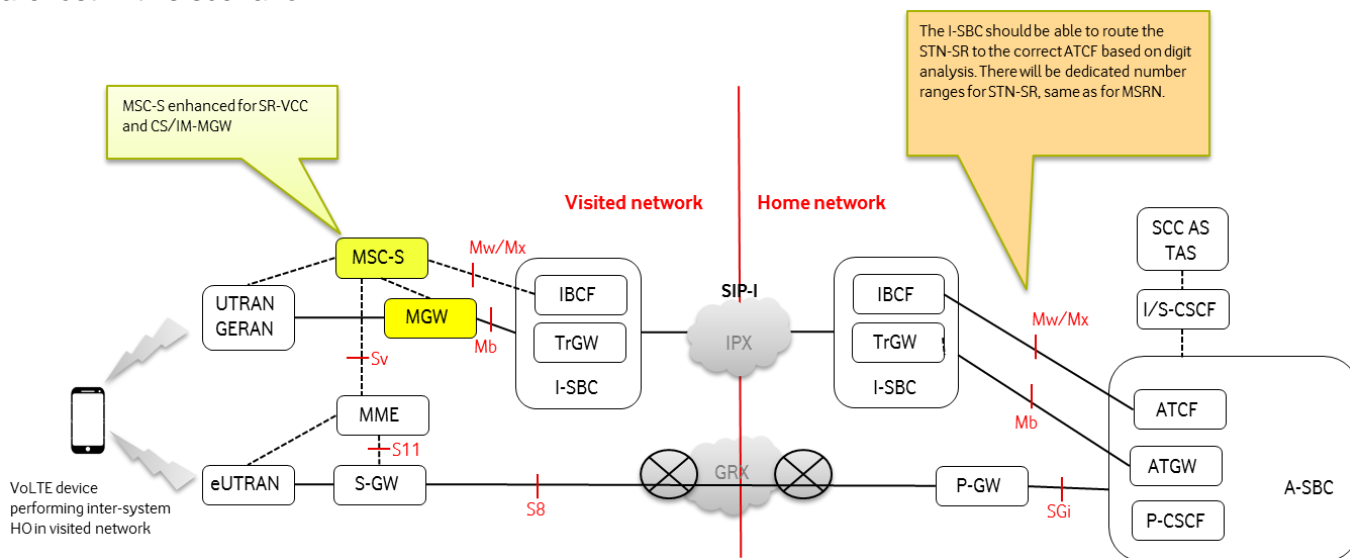 The I-SBC should be able to route the
STN-SR to the correct ATCF based on digit
analysis. There will be dedicated number
ranges for STN-SR, same as for MSRN.
MSC-S enhanced for SR-VCC
and CS/IM-MGW
Visited network
Home network
SCC AS
TAS
MSC-S
Mw/Mx
SIP-I
IBCF
IBCF
I/S-CSCF
UTRAN
GERAN
MGW
Mb
TrGW
IPX
TrGW
Mw/Mx
Sv
I-SBC
I-SBC
MME
Mb
ATCF
S11
eUTRAN
S-GW
S8
GRX
P-GW
SGi
ATGW
A-SBC
P-CSCF
VoLTE device
performing inter-system
HO in visited network